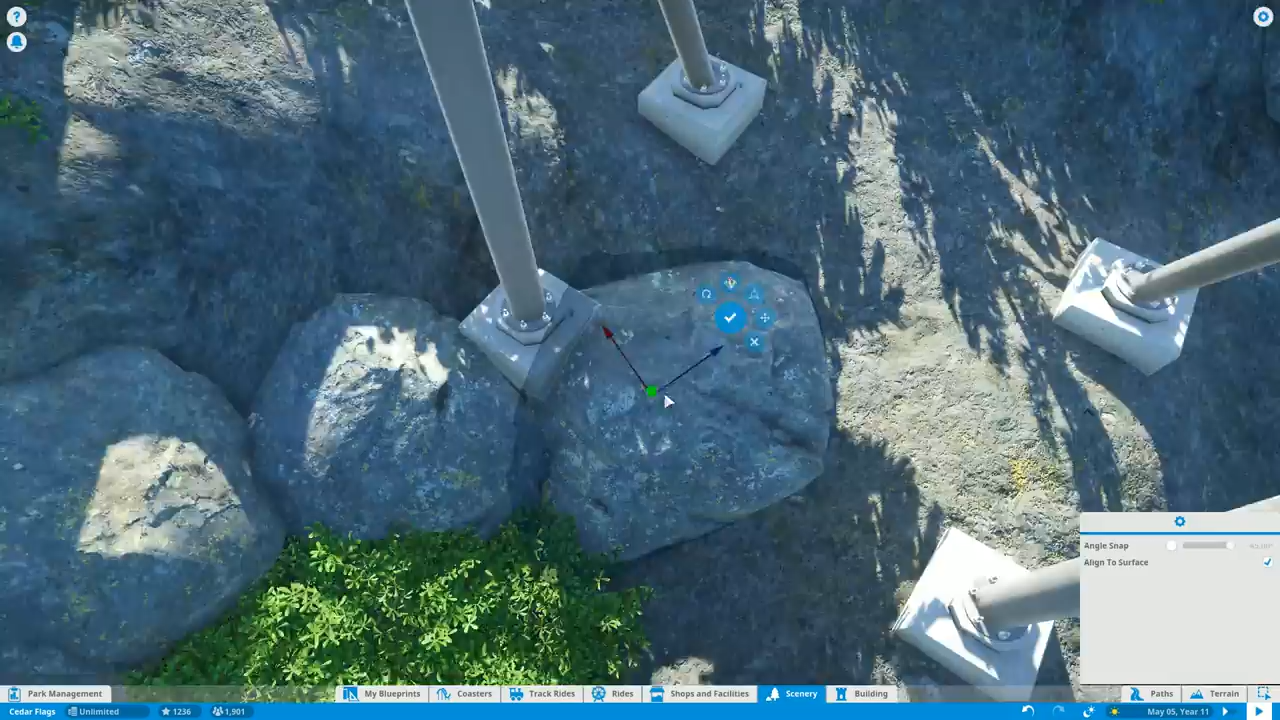 ?
Angle Snap
Align To Surface
Park Management
My Blueprints
Coasters
Track Rides
Rides
Shops and Facilities
Scenery
Building
Paths
Terrain
Cedar Flags
Unlimited
1236
1,901
May 05, Year 11